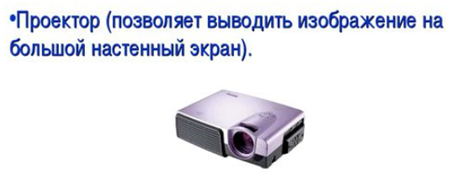 •Проектор (позволяет выводить изображение на
большой настенный экран).